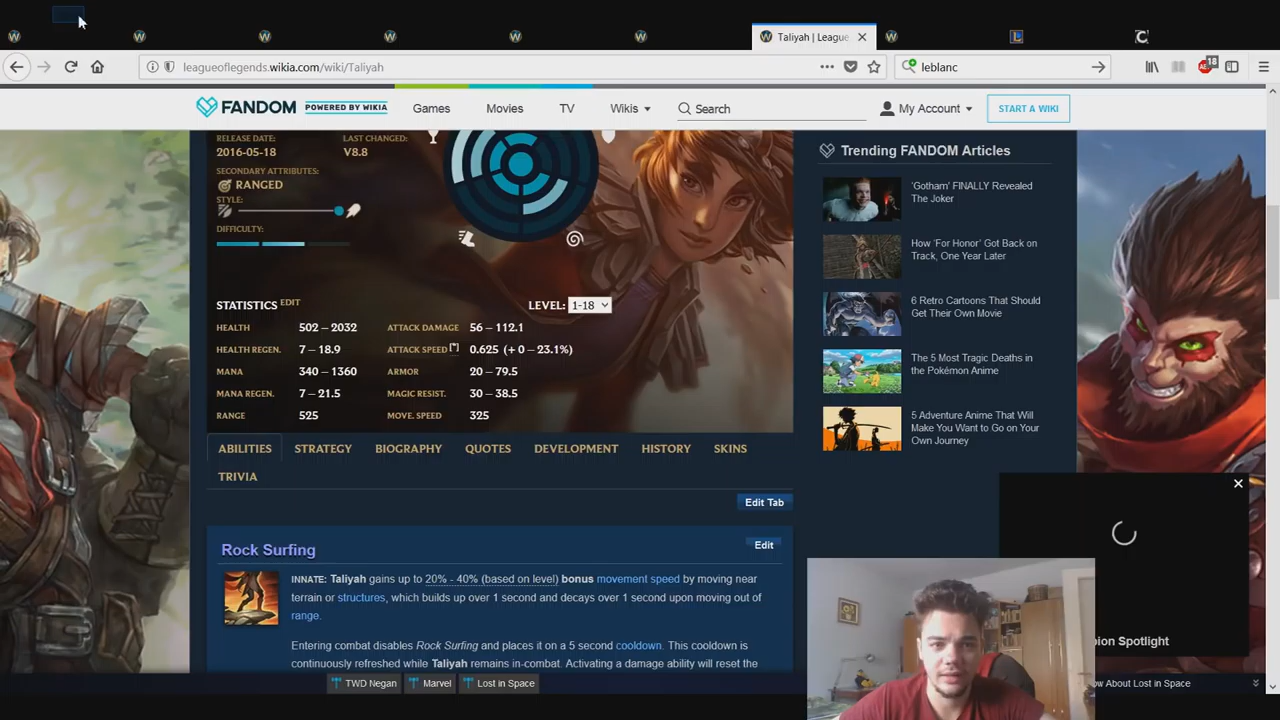 Taliyah | League
leagueoflegends.wikia.com/wiki/Taliyah
leblanc
18
FANDOM POWERED BY WIKIA
Games Movies TV Wikis Search My Account START A WIKI
RELEASE DATE: LAST CHANGED:
2016-05-18 V8.8
SECONDARY ATTRIBUTES:
RANGED
STYLE:
DIFFICULTY:
STATISTICS EDIT LEVEL: 1-18
HEALTH 502 – 2032 ATTACK DAMAGE 56 – 112.1
HEALTH REGEN. 7 – 18.9 ATTACK SPEED [*] 0.625 (+ 0 – 23.1%)
MANA 340 – 1360 ARMOR 20 – 79.5
MANA REGEN. 7 – 21.5 MAGIC RESIST. 30 – 38.5
RANGE 525 MOVE. SPEED 325
ABILITIES STRATEGY BIOGRAPHY QUOTES DEVELOPMENT HISTORY SKINS
TRIVIA
Edit Tab
Rock Surfing Edit
INNATE: Taliyah gains up to 20% - 40% (based on level) bonus movement speed by moving near
terrain or structures, which builds up over 1 second and decays over 1 second upon moving out of
range.
Entering combat disables Rock Surfing and places it on a 5 second cooldown. This cooldown is
continuously refreshed while Taliyah remains in-combat. Activating a damage ability will reset the
Trending FANDOM Articles
'Gotham' FINALLY Revealed
The Joker
How 'For Honor' Got Back on
Track, One Year Later
6 Retro Cartoons That Should
Get Their Own Movie
The 5 Most Tragic Deaths in
the Pokémon Anime
5 Adventure Anime That Will
Make You Want to Go on Your
Own Journey
pion Spotlight
TWD Negan Marvel Lost in Space
ow About Lost in Space